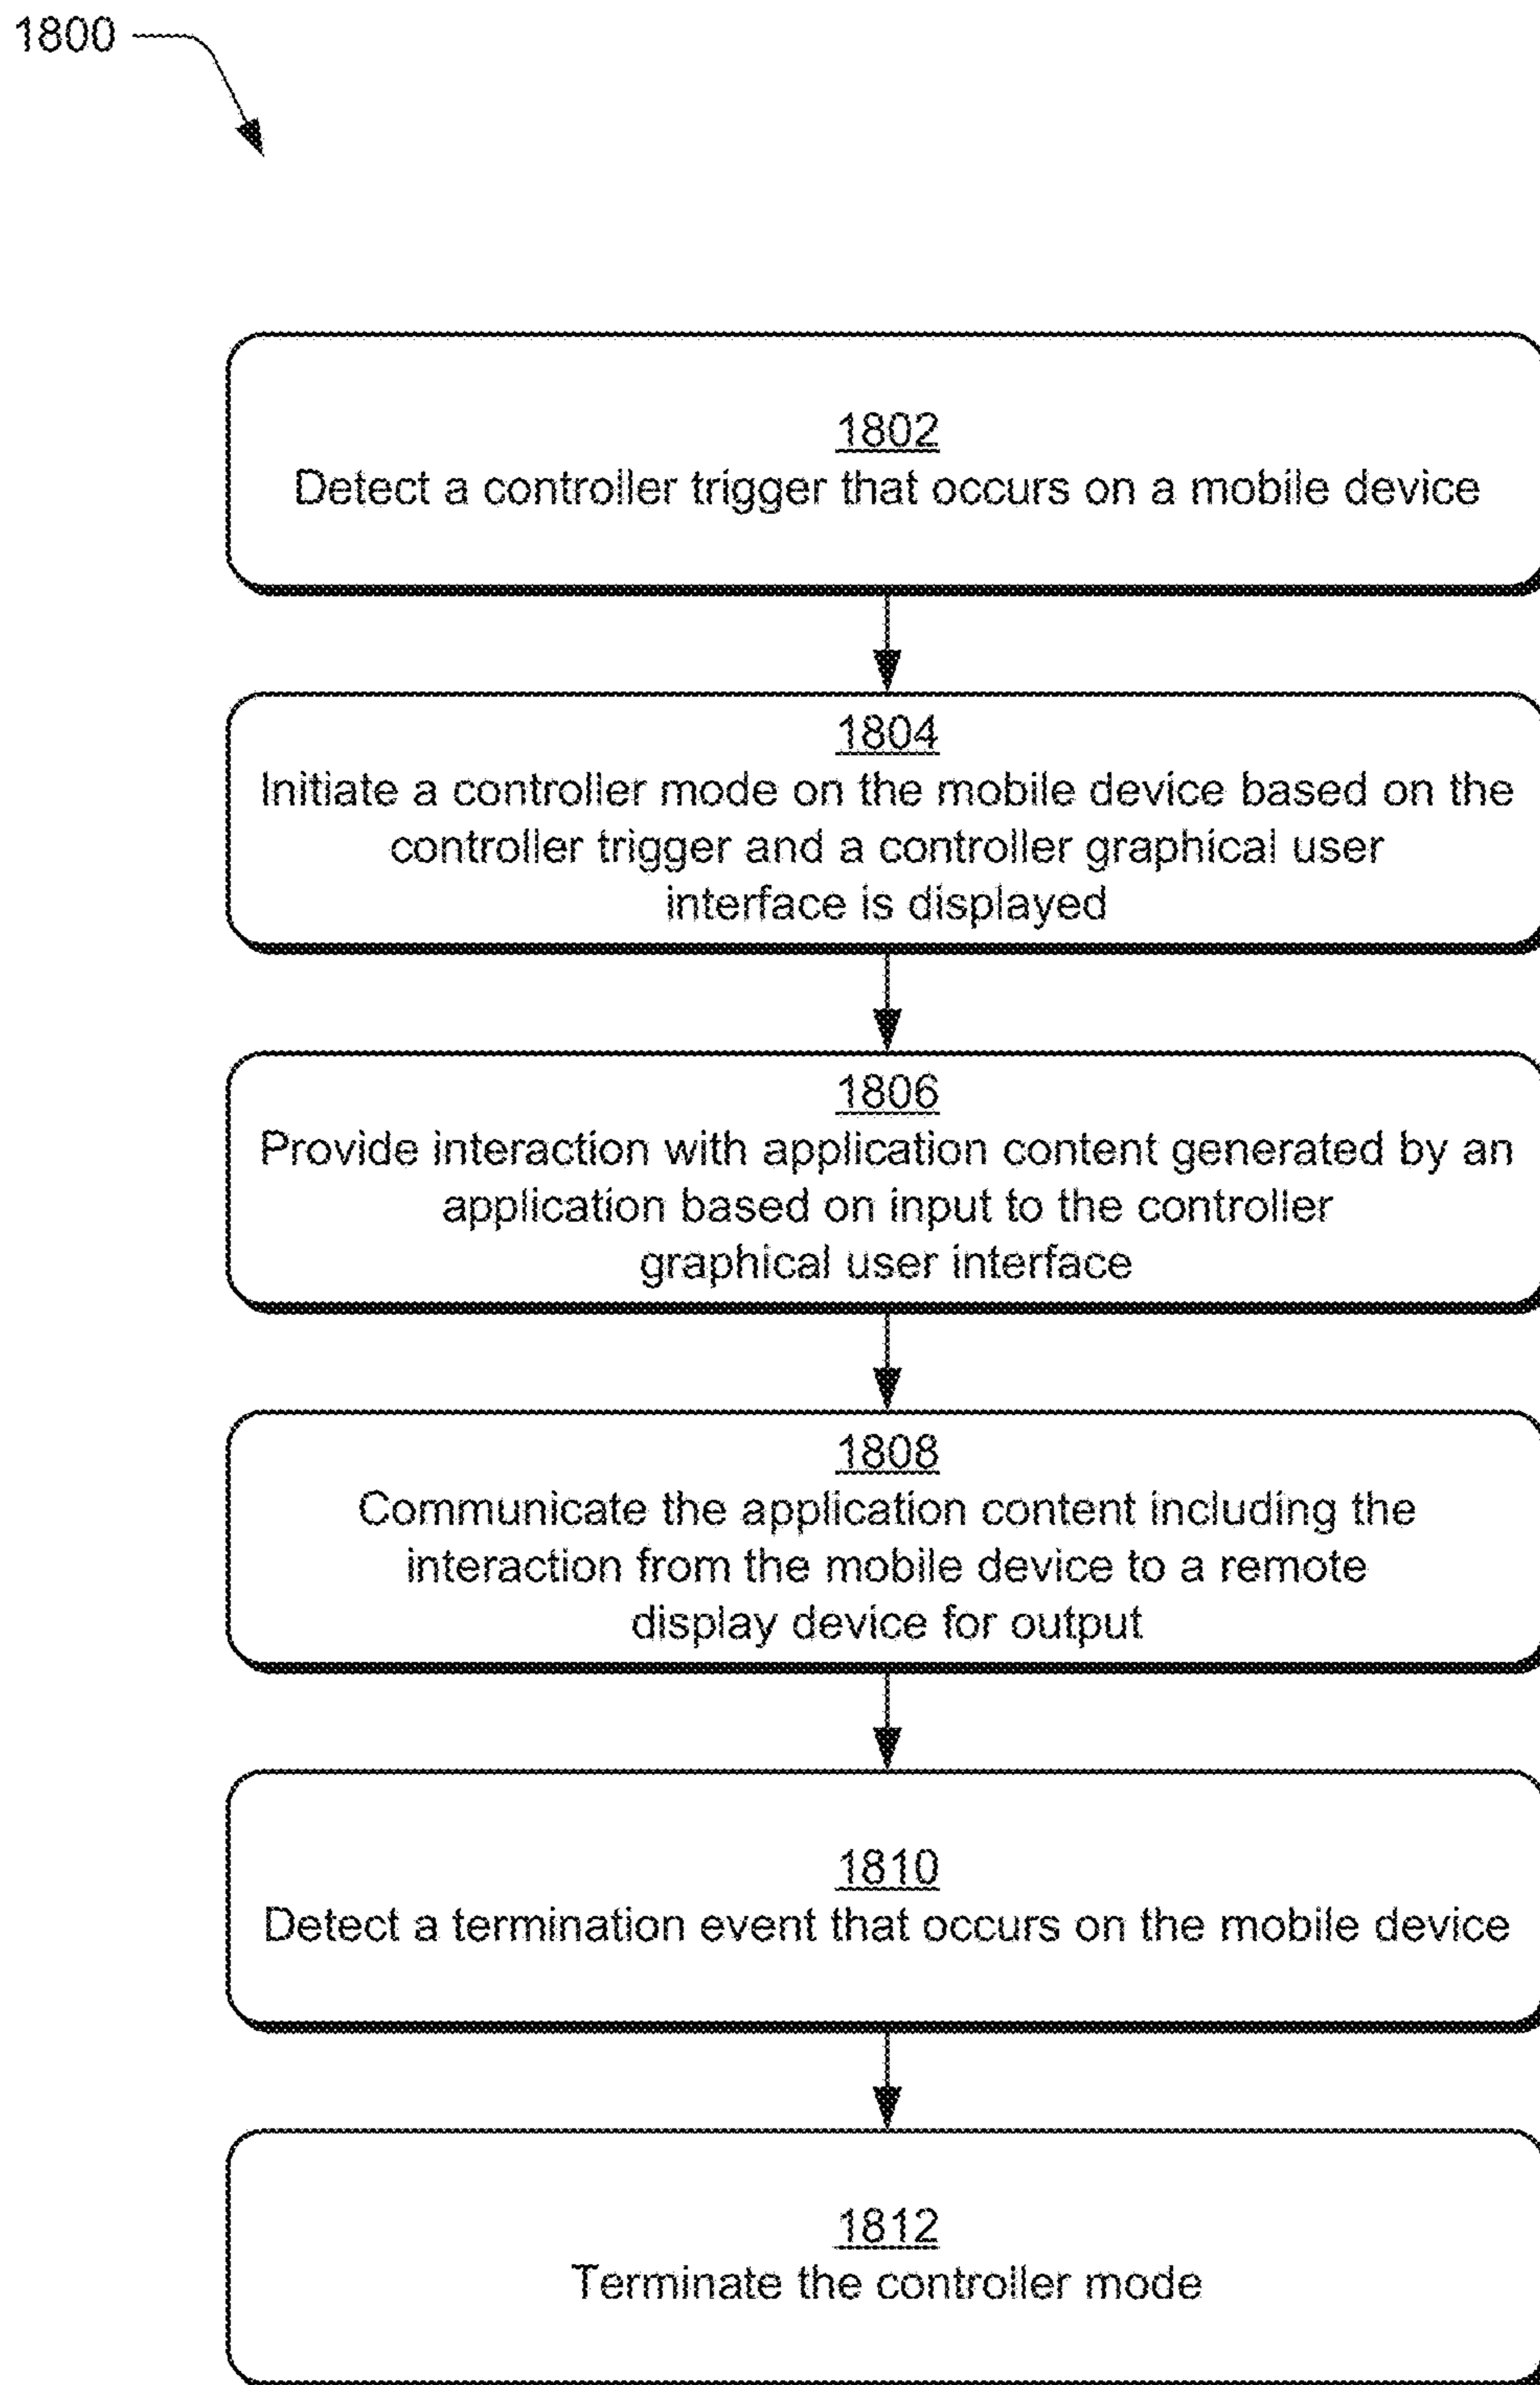 1800
1802
Detect a controller trigger that occurs on a mobile device
1804
Initiate a controller mode on the mobile device based on the
controller trigger and a controller graphical user
interface is displayed
1806
Provide interaction with application content generated by an
application based on input to the controller
graphical user interface
1808
Communicate the application content including the
interaction from the mobile device to a remote
display device for output
1810
Detect a termination event that occurs on the mobile device
1812
Terminate the controller mode